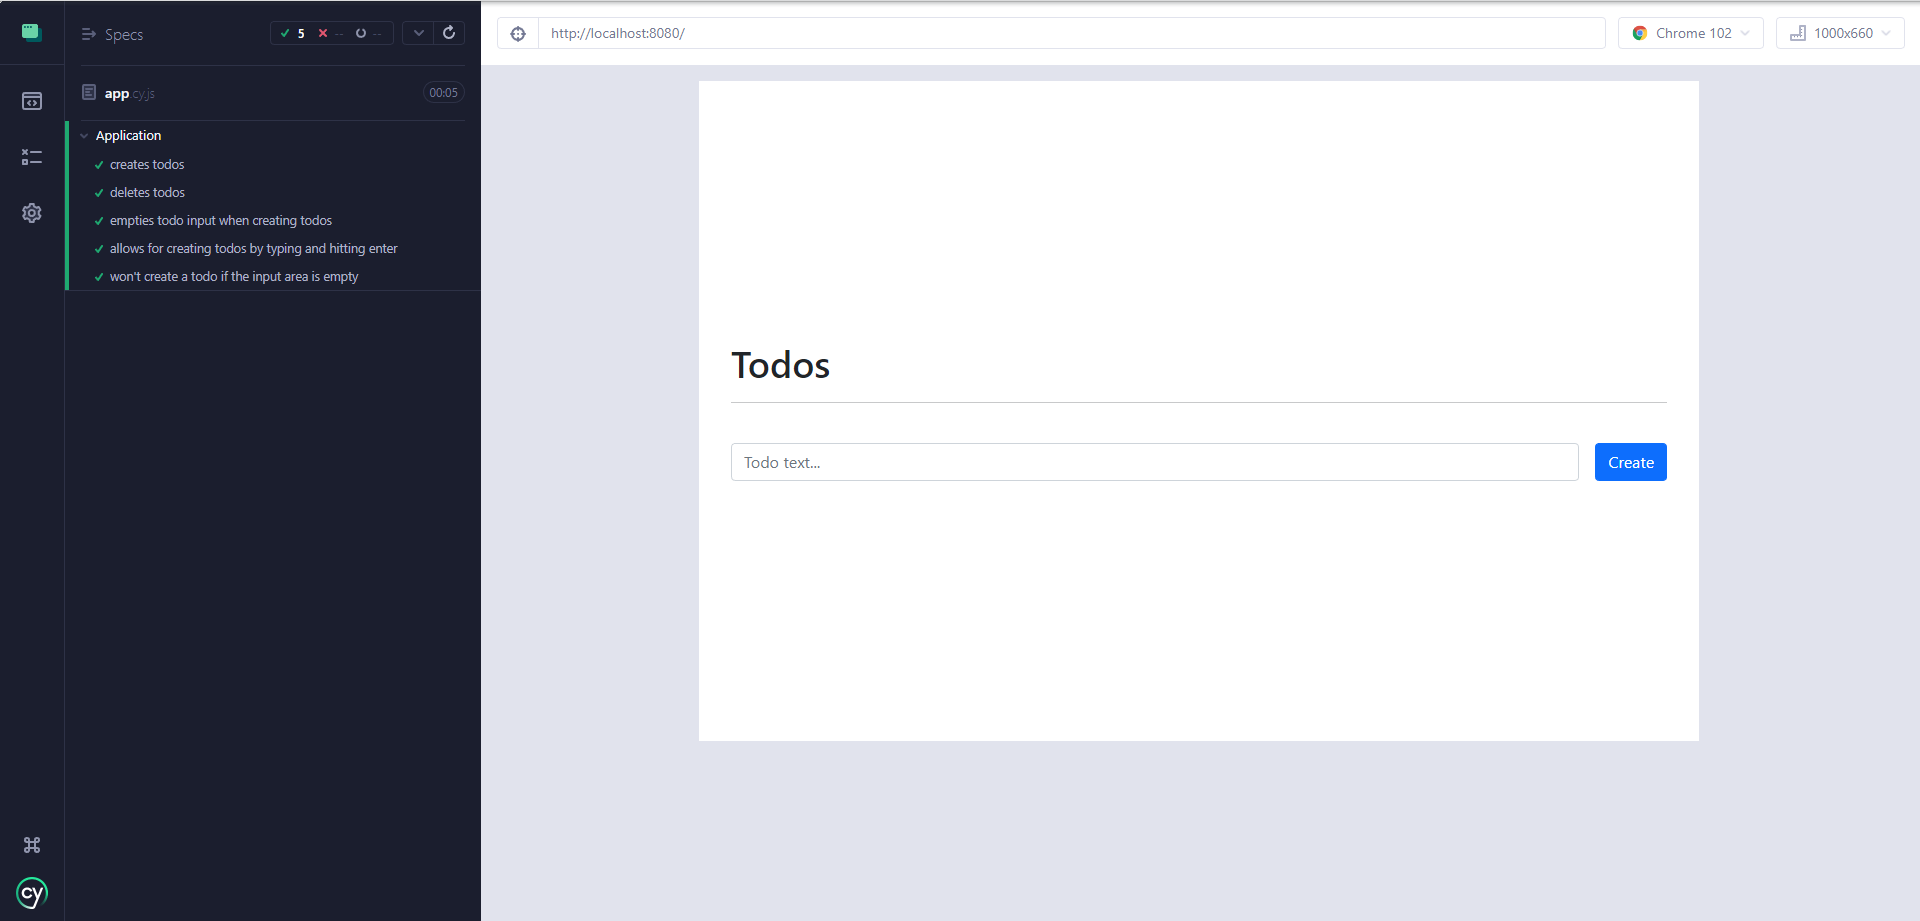 Specs
5 -- --
app.cy.js
00:05
Application
creates todos
deletes todos
empties todo input when creating todos
allows for creating todos by typing and hitting enter
won't create a todo if the input area is empty
cy
http://localhost:8080/
Chrome 102
1000x660
Todos
Todo text...
Create